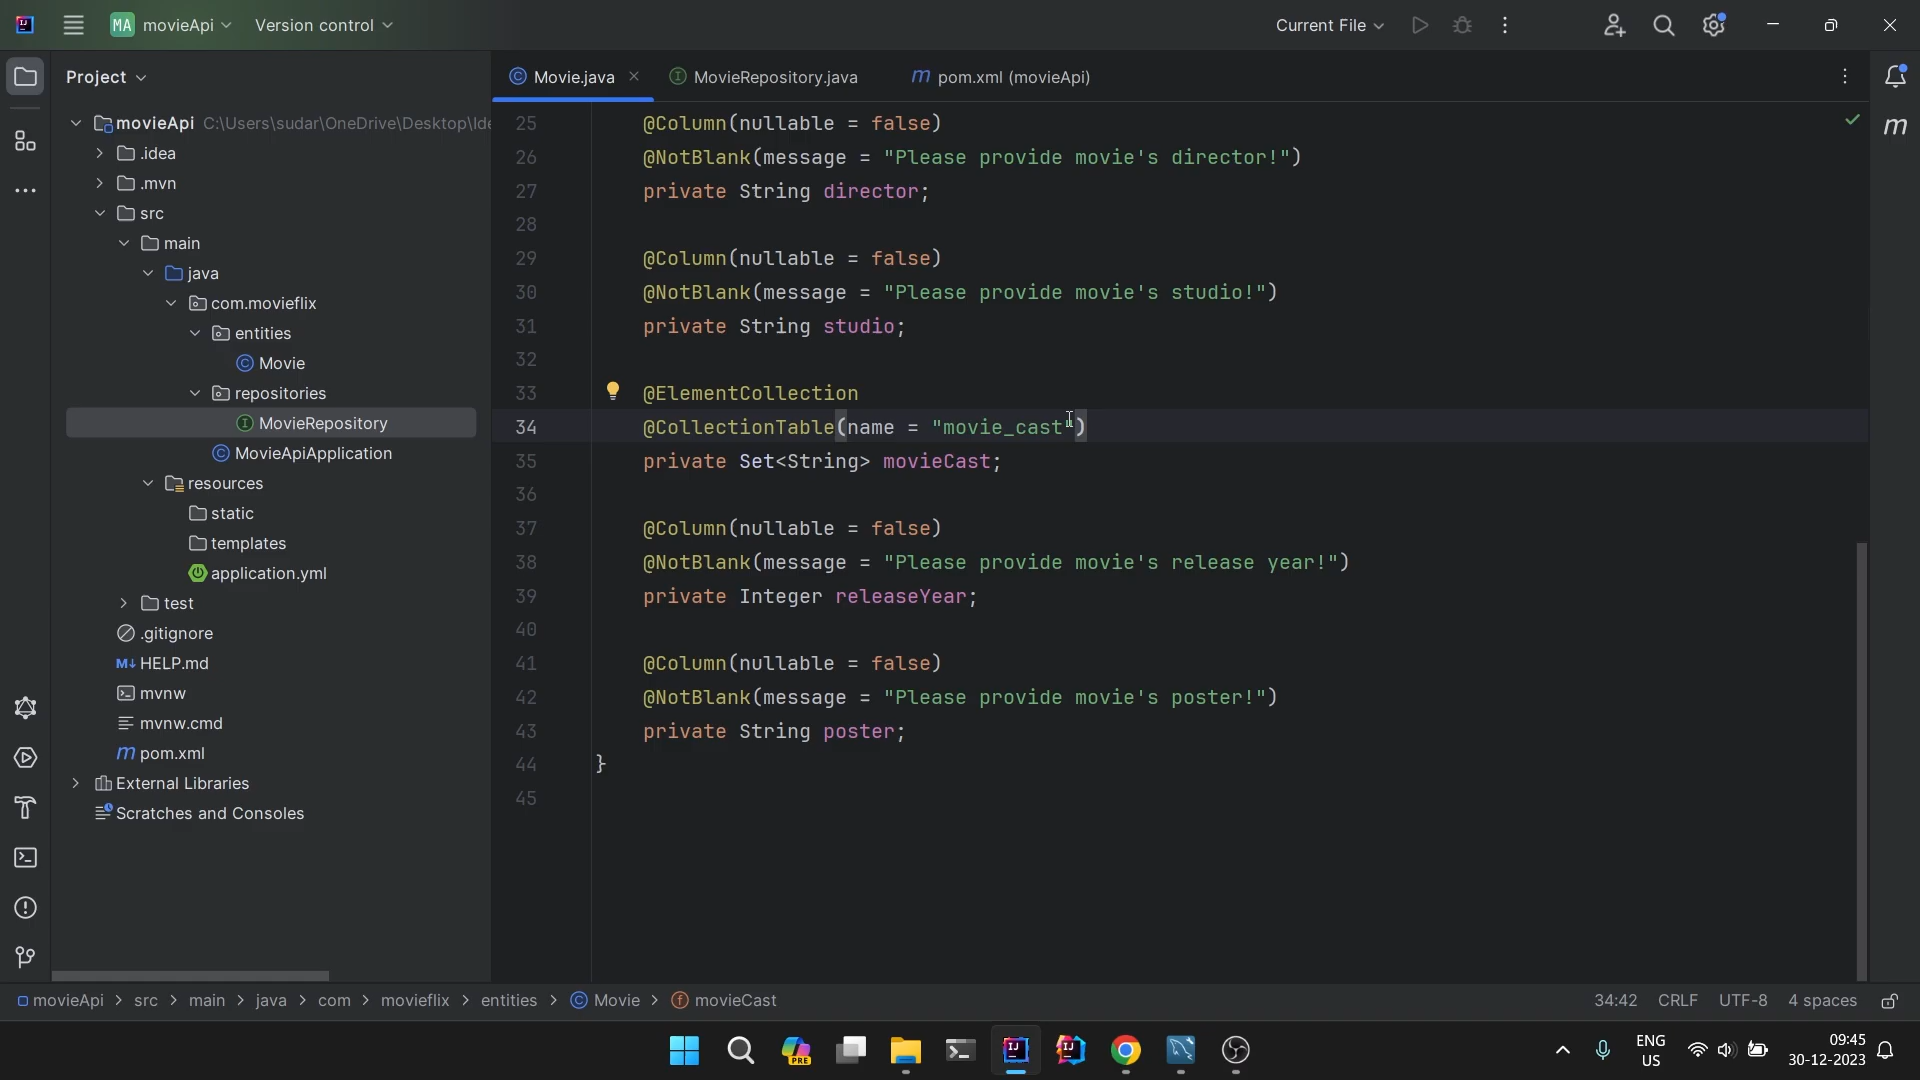 MA movieApi Version control Current File
Project
Movie.java MovieRepository.java m pom.xml (movieApi)
movieApi C:\Users\sudar\OneDrive\Desktop\Ide
.idea
.mvn
src
main
java
com.movieflix
entities
Movie
repositories
MovieRepository
MovieApiApplication
resources
static
templates
application.yml
test
.gitignore
M↓ HELP.md
mvnw
mvnw.cmd
m pom.xml
External Libraries
Scratches and Consoles
25 @Column(nullable = false)
26 @NotBlank(message = "Please provide movie's director!")
27 private String director;
28
29 @Column(nullable = false)
30 @NotBlank(message = "Please provide movie's studio!")
31 private String studio;
32
33 @ElementCollection
34 @CollectionTable(name = "movie_cast")
35 private Set<String> movieCast;
36
37 @Column(nullable = false)
38 @NotBlank(message = "Please provide movie's release year!")
39 private Integer releaseYear;
40
41 @Column(nullable = false)
42 @NotBlank(message = "Please provide movie's poster!")
43 private String poster;
44 }
45
m
movieApi > src > main > java > com > movieflix > entities > Movie > movieCast 34:42 CRLF UTF-8 4 spaces
ENG
US
09:45
30-12-2023